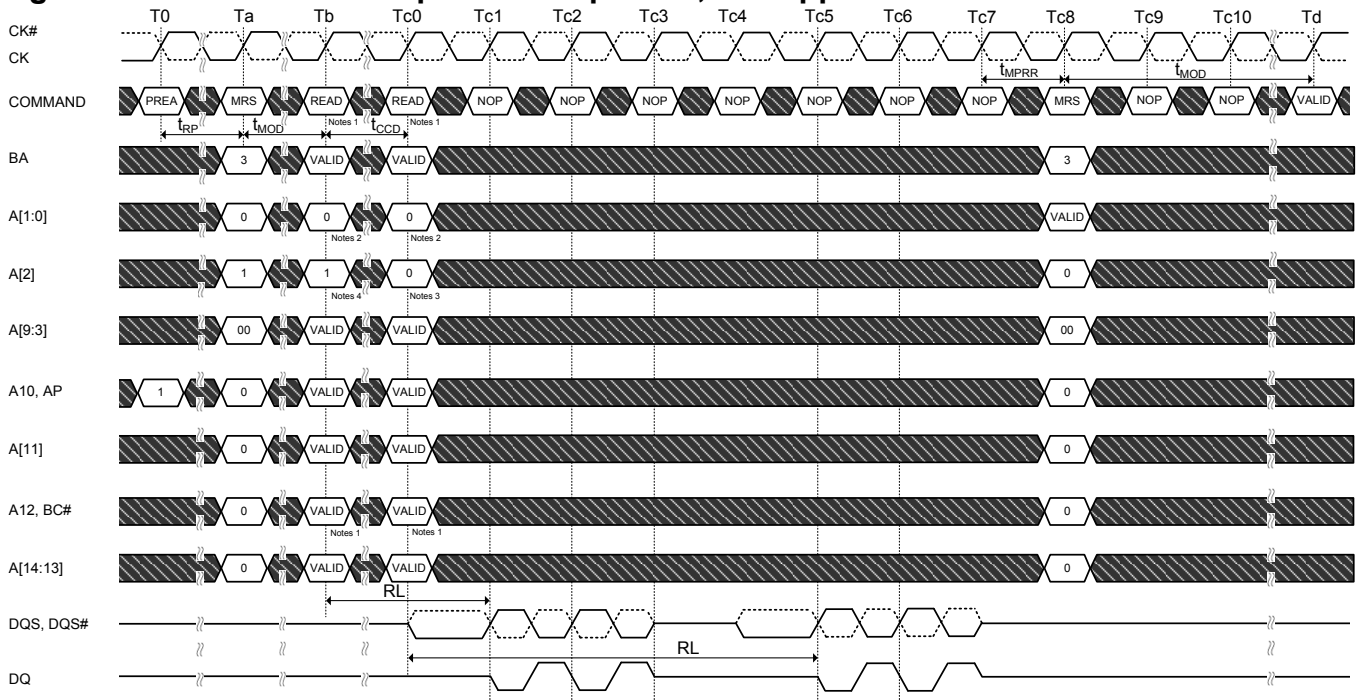 T0 Ta Tb Tc0 Tc1 Tc2 Tc3 Tc4 Tc5 Tc6 Tc7 Tc8 Tc9 Tc10 Td
CK#
CK
tMPRR tMOD
COMMAND PREA MRS READ READ NOP NOP NOP NOP NOP NOP NOP MRS NOP NOP VALID
Notes 1 Notes 1
tRP tMOD tCCD
BA 3 VALID VALID 3
A[1:0] 0 0 0 VALID
Notes 2 Notes 2
A[2] 1 1 0 0
Notes 4 Notes 3
A[9:3] 00 VALID VALID 00
A10, AP 1 0 VALID VALID 0
A[11] 0 VALID VALID 0
A12, BC# 0 VALID VALID 0
Notes 1 Notes 1
A[14:13] 0 VALID VALID 0
RL
DQS, DQS#
RL
DQ